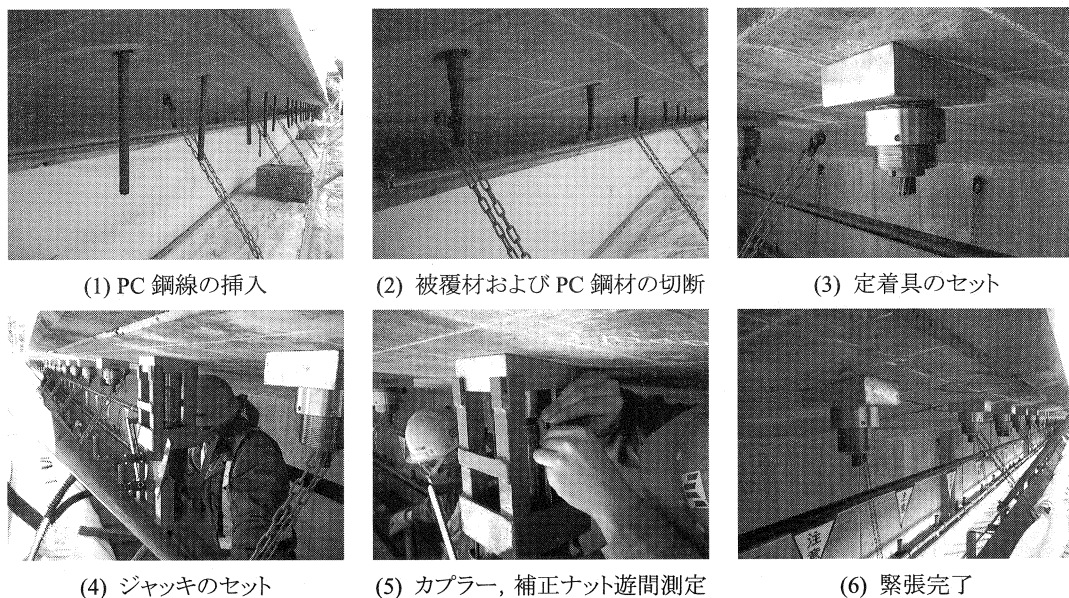 (1) PC 鋼線の挿入
(2) 被覆材および PC 鋼材の切断
(3) 定着具のセット
(4) ジャッキのセット
(5) カプラー，補正ナット遊間測定
(6) 緊張完了
注意